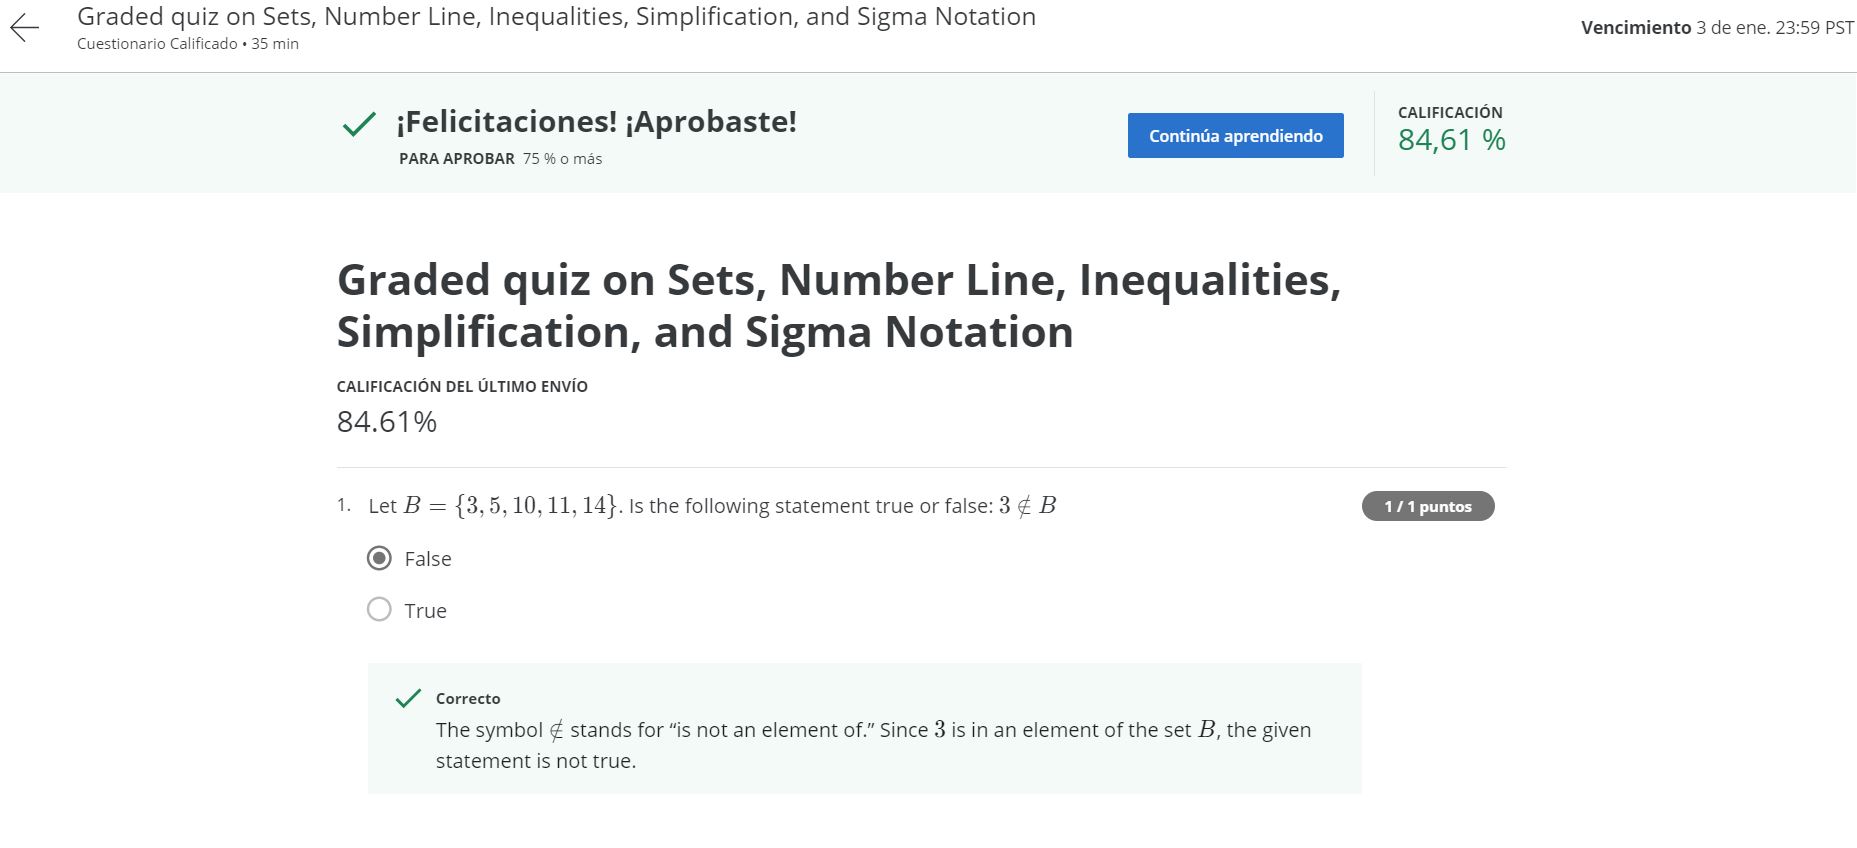 Graded quiz on Sets, Number Line, Inequalities, Simplification, and Sigma Notation
Cuestionario Calificado • 35 min
Vencimiento 3 de ene. 23:59 PST
¡Felicitaciones! ¡Aprobaste!
PARA APROBAR 75 % o más
Continúa aprendiendo
CALIFICACIÓN
84,61 %
Graded quiz on Sets, Number Line, Inequalities,
Simplification, and Sigma Notation
CALIFICACIÓN DEL ÚLTIMO ENVÍO
84.61%
1. Let B = {3, 5, 10, 11, 14}. Is the following statement true or false: 3 ∉ B
1 / 1 puntos
False
True
Correcto
The symbol ∉ stands for “is not an element of.” Since 3 is in an element of the set B, the given
statement is not true.